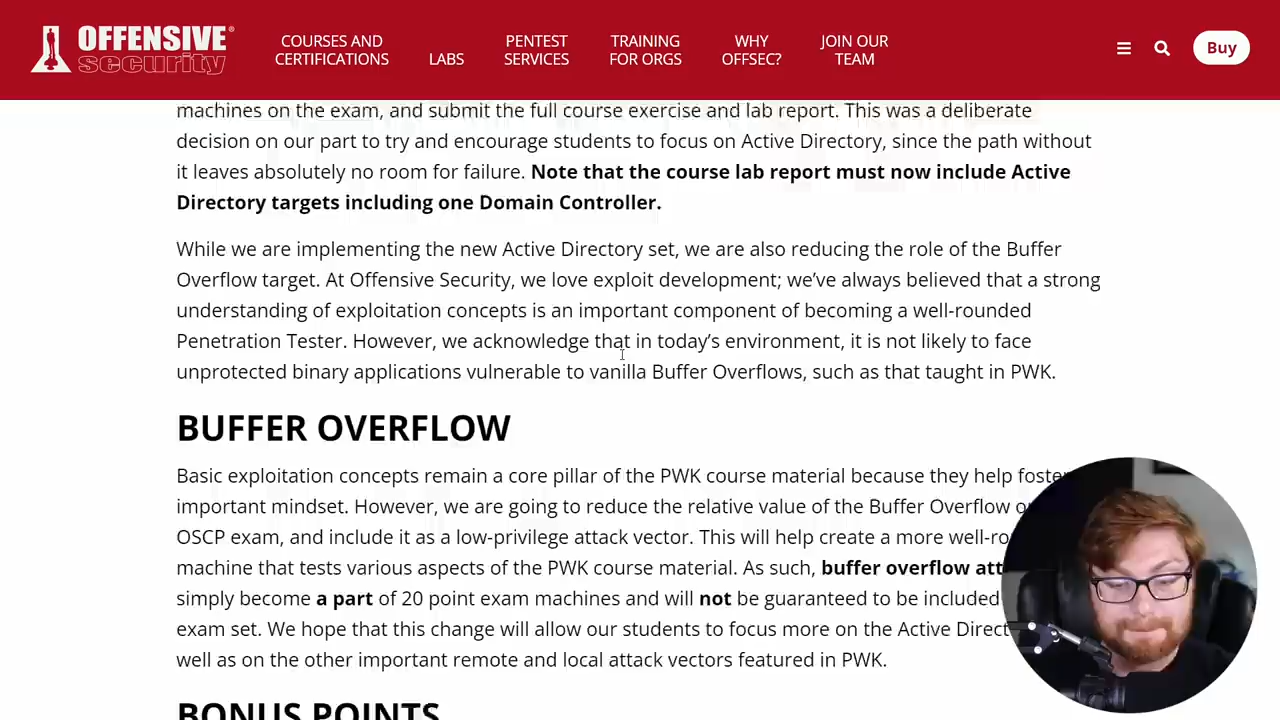 OFFENSIVE
security
COURSES AND
CERTIFICATIONS
LABS
PENTEST
SERVICES
TRAINING
FOR ORGS
WHY
OFFSEC?
JOIN OUR
TEAM
Buy
machines on the exam, and submit the full course exercise and lab report. This was a deliberate
decision on our part to try and encourage students to focus on Active Directory, since the path without
it leaves absolutely no room for failure. Note that the course lab report must now include Active
Directory targets including one Domain Controller.
While we are implementing the new Active Directory set, we are also reducing the role of the Buffer
Overflow target. At Offensive Security, we love exploit development; we’ve always believed that a strong
understanding of exploitation concepts is an important component of becoming a well-rounded
Penetration Tester. However, we acknowledge that in today’s environment, it is not likely to face
unprotected binary applications vulnerable to vanilla Buffer Overflows, such as that taught in PWK.
BUFFER OVERFLOW
Basic exploitation concepts remain a core pillar of the PWK course material because they help
important mindset. However, we are going to reduce the relative value of the Buffer Overflow
OSCP exam, and include it as a low-privilege attack vector. This will help create a more
machine that tests various aspects of the PWK course material. As such, buffer overflow
simply become a part of 20 point exam machines and will not be guaranteed to be included
exam set. We hope that this change will allow our students to focus more on the Active
well as on the other important remote and local attack vectors featured in PWK.
BONUS POINTS